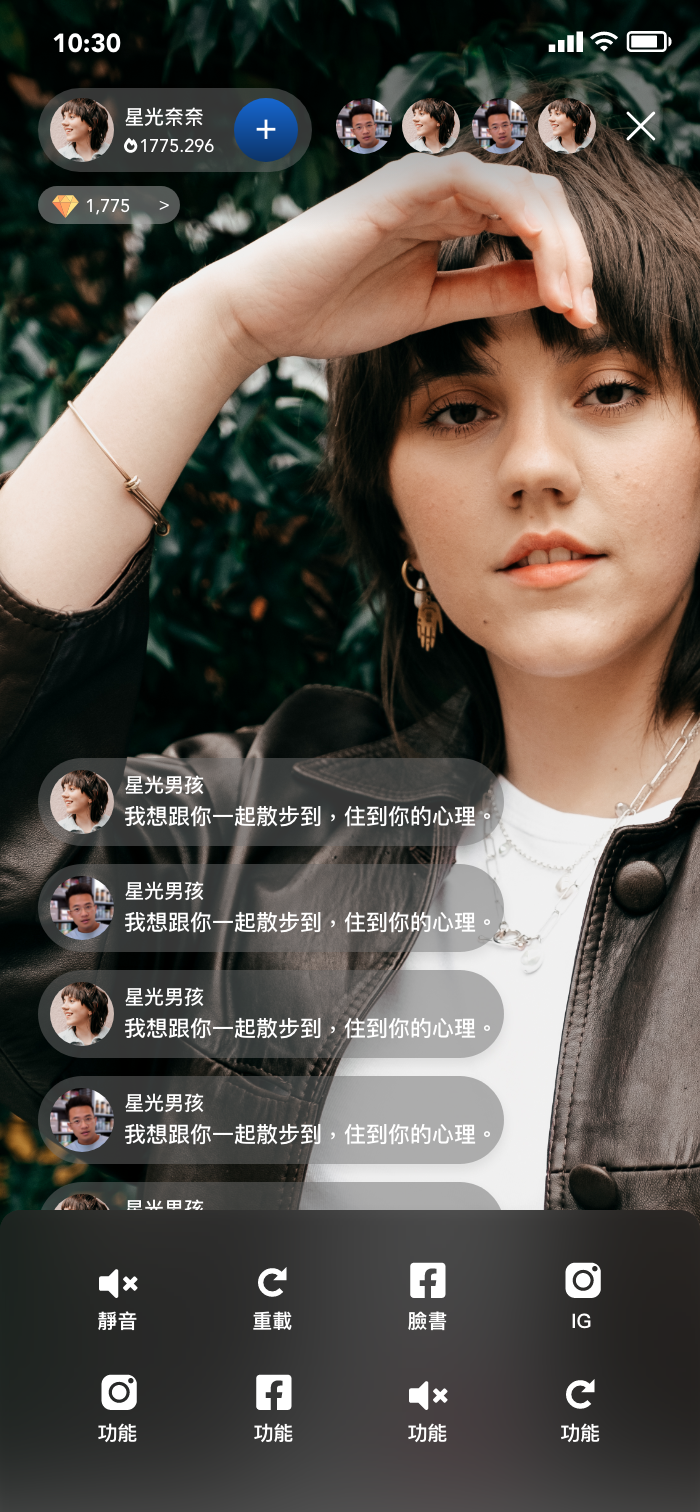 10:30
星光奈奈
1775.296
1,775 >
星光男孩
我想跟你一起散步到，住到你的心理。
星光男孩
我想跟你一起散步到，住到你的心理。
星光男孩
我想跟你一起散步到，住到你的心理。
星光男孩
我想跟你一起散步到，住到你的心理。
星光男孩
靜音 重載 臉書 IG
功能 功能 功能 功能